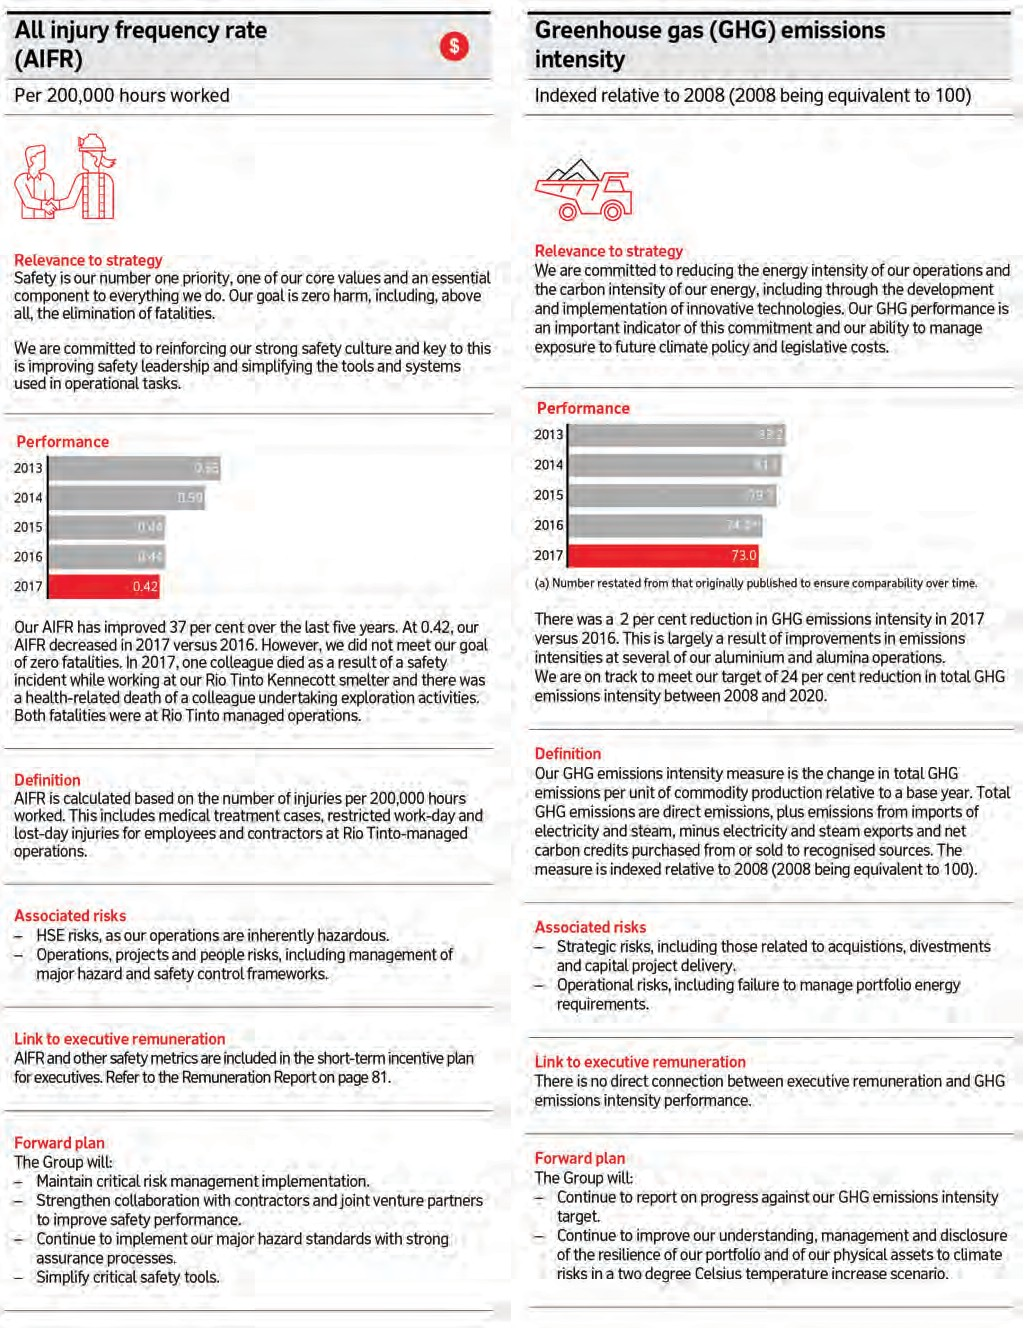 All injury frequency rate
(AIFR)
$
Per 200,000 hours worked
Relevance to strategy
Safety is our number one priority, one of our core values and an essential
component to everything we do. Our goal is zero harm, including, above
all, the elimination of fatalities.
We are committed to reinforcing our strong safety culture and key to this
is improving safety leadership and simplifying the tools and systems
used in operational tasks.
Performance
2013
2014 0.59
2015 0.44
2016 0.44
2017 0.42
Our AIFR has improved 37 per cent over the last five years. At 0.42, our
AIFR decreased in 2017 versus 2016. However, we did not meet our goal
of zero fatalities. In 2017, one colleague died as a result of a safety
incident while working at our Rio Tinto Kennecott smelter and there was
a health-related death of a colleague undertaking exploration activities.
Both fatalities were at Rio Tinto managed operations.
Definition
AIFR is calculated based on the number of injuries per 200,000 hours
worked. This includes medical treatment cases, restricted work-day and
lost-day injuries for employees and contractors at Rio Tinto-managed
operations.
Associated risks
– HSE risks, as our operations are inherently hazardous.
– Operations, projects and people risks, including management of
major hazard and safety control frameworks.
Link to executive remuneration
AIFR and other safety metrics are included in the short-term incentive plan
for executives. Refer to the Remuneration Report on page 81.
Forward plan
The Group will:
– Maintain critical risk management implementation.
– Strengthen collaboration with contractors and joint venture partners
to improve safety performance.
– Continue to implement our major hazard standards with strong
assurance processes.
– Simplify critical safety tools.
Greenhouse gas (GHG) emissions
intensity
Indexed relative to 2008 (2008 being equivalent to 100)
Relevance to strategy
We are committed to reducing the energy intensity of our operations and
the carbon intensity of our energy, including through the development
and implementation of innovative technologies. Our GHG performance is
an important indicator of this commitment and our ability to manage
exposure to future climate policy and legislative costs.
Performance
2013
2014
2015
2016
2017 73.0
(a) Number restated from that originally published to ensure comparability over time.
There was a 2 per cent reduction in GHG emissions intensity in 2017
versus 2016. This is largely a result of improvements in emissions
intensities at several of our aluminium and alumina operations.
We are on track to meet our target of 24 per cent reduction in total GHG
emissions intensity between 2008 and 2020.
Definition
Our GHG emissions intensity measure is the change in total GHG
emissions per unit of commodity production relative to a base year. Total
GHG emissions are direct emissions, plus emissions from imports of
electricity and steam, minus electricity and steam exports and net
carbon credits purchased from or sold to recognised sources. The
measure is indexed relative to 2008 (2008 being equivalent to 100).
Associated risks
– Strategic risks, including those related to acquistions, divestments
and capital project delivery.
– Operational risks, including failure to manage portfolio energy
requirements.
Link to executive remuneration
There is no direct connection between executive remuneration and GHG
emissions intensity performance.
Forward plan
The Group will:
– Continue to report on progress against our GHG emissions intensity
target.
– Continue to improve our understanding, management and disclosure
of the resilience of our portfolio and of our physical assets to climate
risks in a two degree Celsius temperature increase scenario.